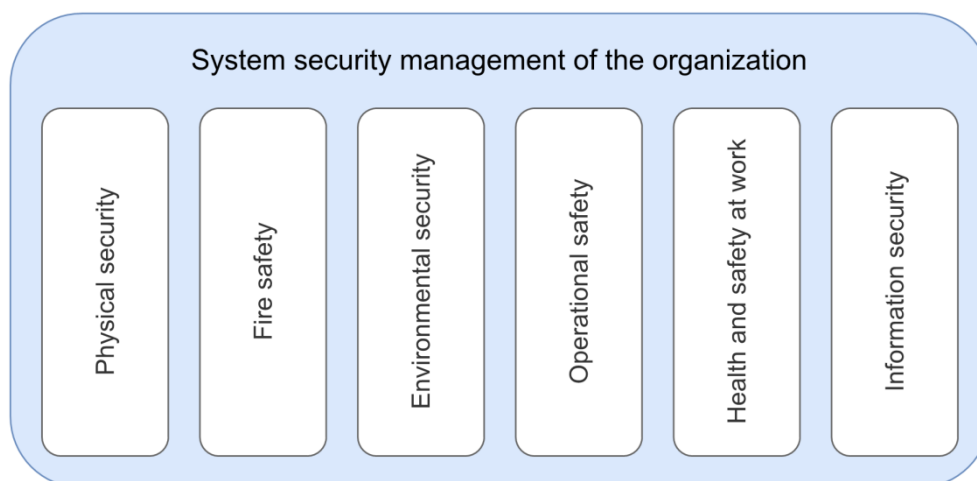 System security management of the organization
Physical security
Fire safety
Environmental security
Operational safety
Health and safety at work
Information security